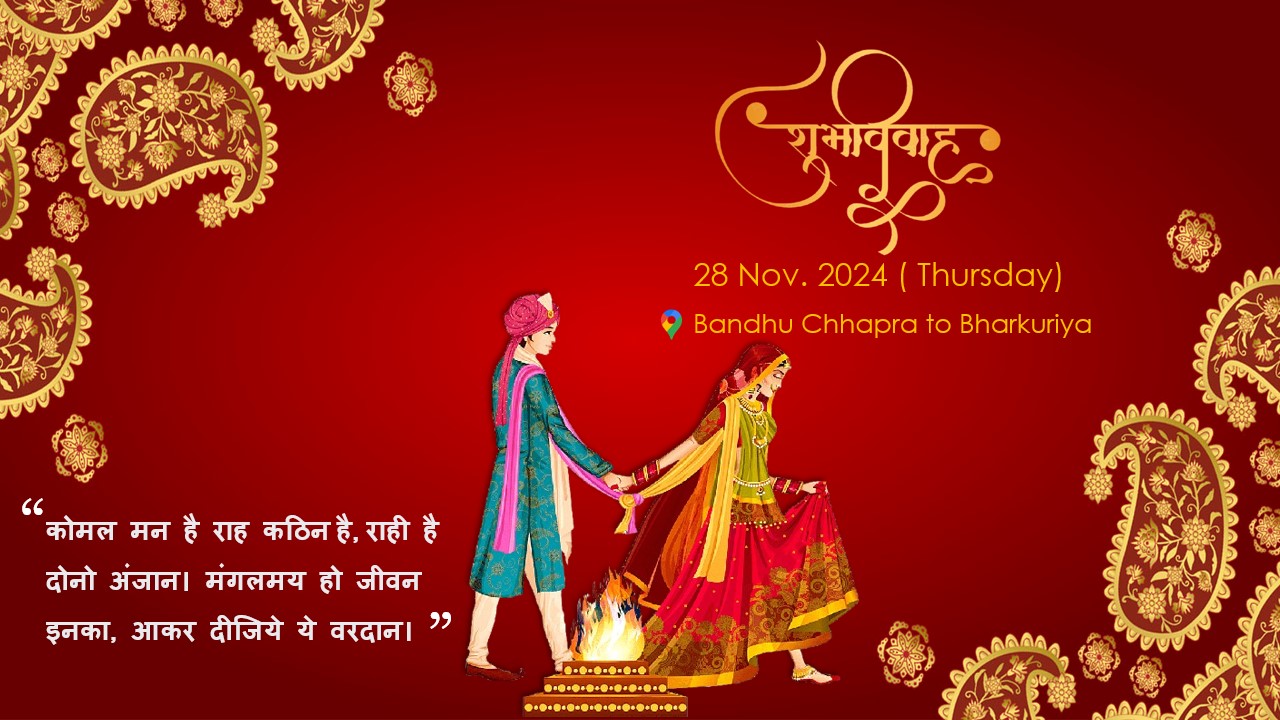 शुभविवाह
28 Nov. 2024 ( Thursday)
Bandhu Chhapra to Bharkuriya
“कोमल मन है राह कठिन है, राही है
दोनो अंजान। मंगलमय हो जीवन
इनका, आकर दीजिये ये वरदान। ”